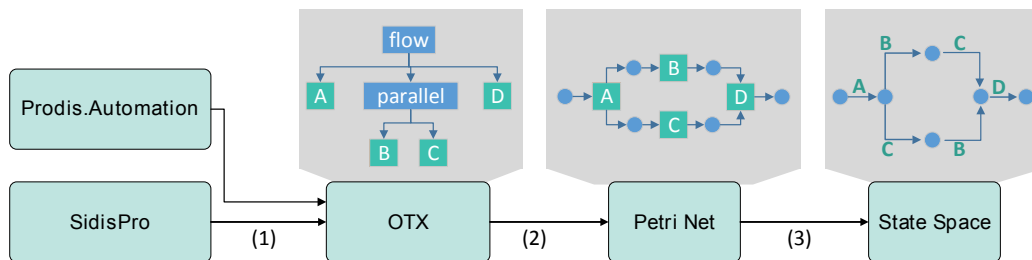 flow
A
parallel
D
B
C
B
A
D
C
B
C
A
D
C
B
Prodis.Automation
SidisPro
(1)
OTX
(2)
Petri Net
(3)
State Space